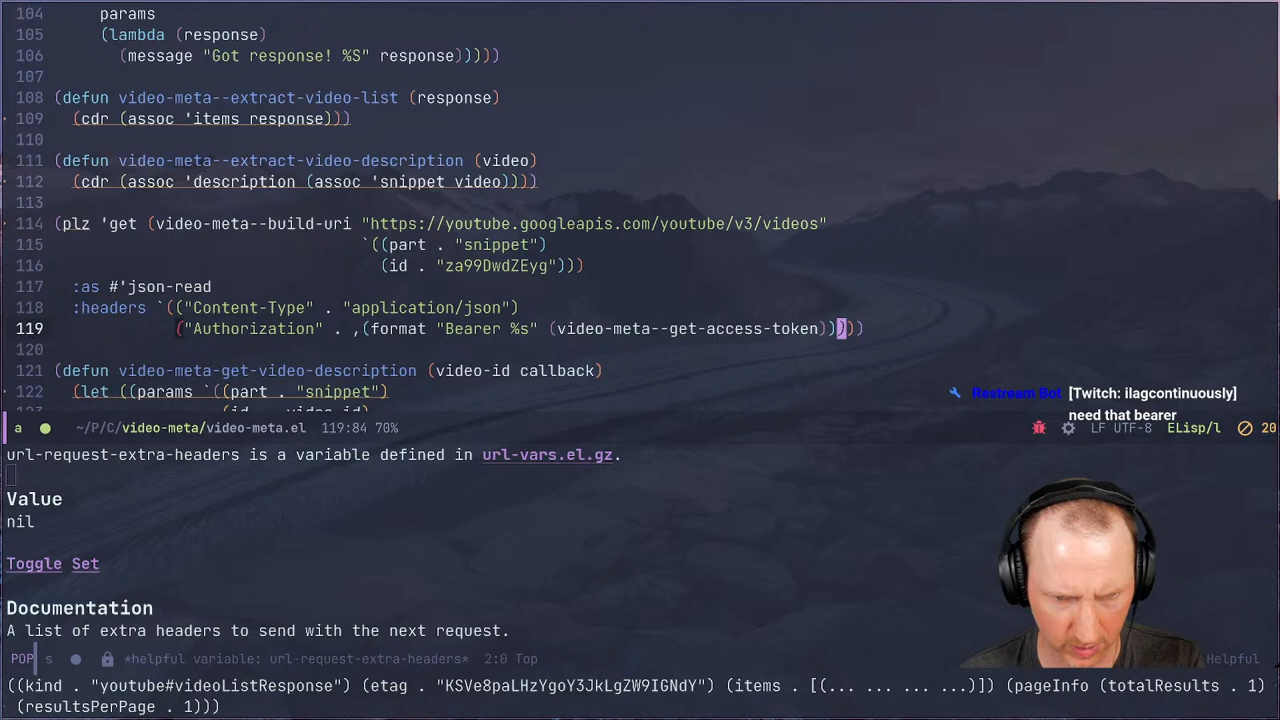 104 params
105 (lambda (response)
106 (message "Got response! %S" response)))))
107
108 (defun video-meta--extract-video-list (response)
109 (cdr (assoc 'items response)))
110
111 (defun video-meta--extract-video-description (video)
112 (cdr (assoc 'description (assoc 'snippet video))))
113
114 (plz 'get (video-meta--build-uri "https://youtube.googleapis.com/youtube/v3/videos"
115 `((part . "snippet")
116 (id . "za99DwdZEyg")))
117 :as #'json-read
118 :headers `(("Content-Type" . "application/json")
119 ("Authorization" . ,(format "Bearer %s" (video-meta--get-access-token)))))
120
121 (defun video-meta-get-video-description (video-id callback)
122 (let ((params `((part . "snippet")
123 (id . video-id)
Restream Bot [Twitch: ilagcontinuously]
need that bearer
a ~/P/C/video-meta/video-meta.el 119:84 70% LF UTF-8 ELisp/l 20
url-request-extra-headers is a variable defined in url-vars.el.gz.
Value
nil
Toggle Set
Documentation
A list of extra headers to send with the next request.
POP s *helpful variable: url-request-extra-headers* 2:0 Top Helpful
((kind . "youtube#videoListResponse") (etag . "KSVe8paLHzYgoY3JkLgZW9IGNdY") (items . [(... ... ... ...)]) (pageInfo (totalResults . 1)
(resultsPerPage . 1)))